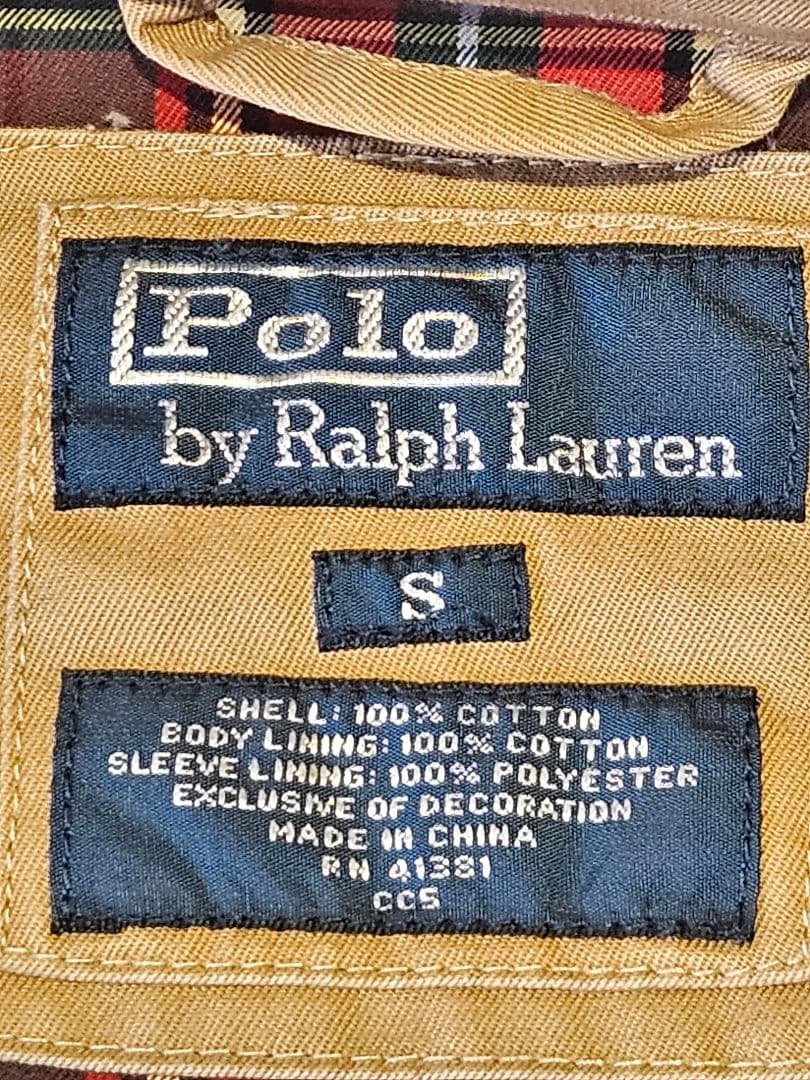 Polo
by Ralph Lauren
S
SHELL: 100% COTTON
BODY LINING: 100% COTTON
SLEEVE LINING: 100% POLYESTER
EXCLUSIVE OF DECORATION
MADE IN CHINA
RN 41381
CC5